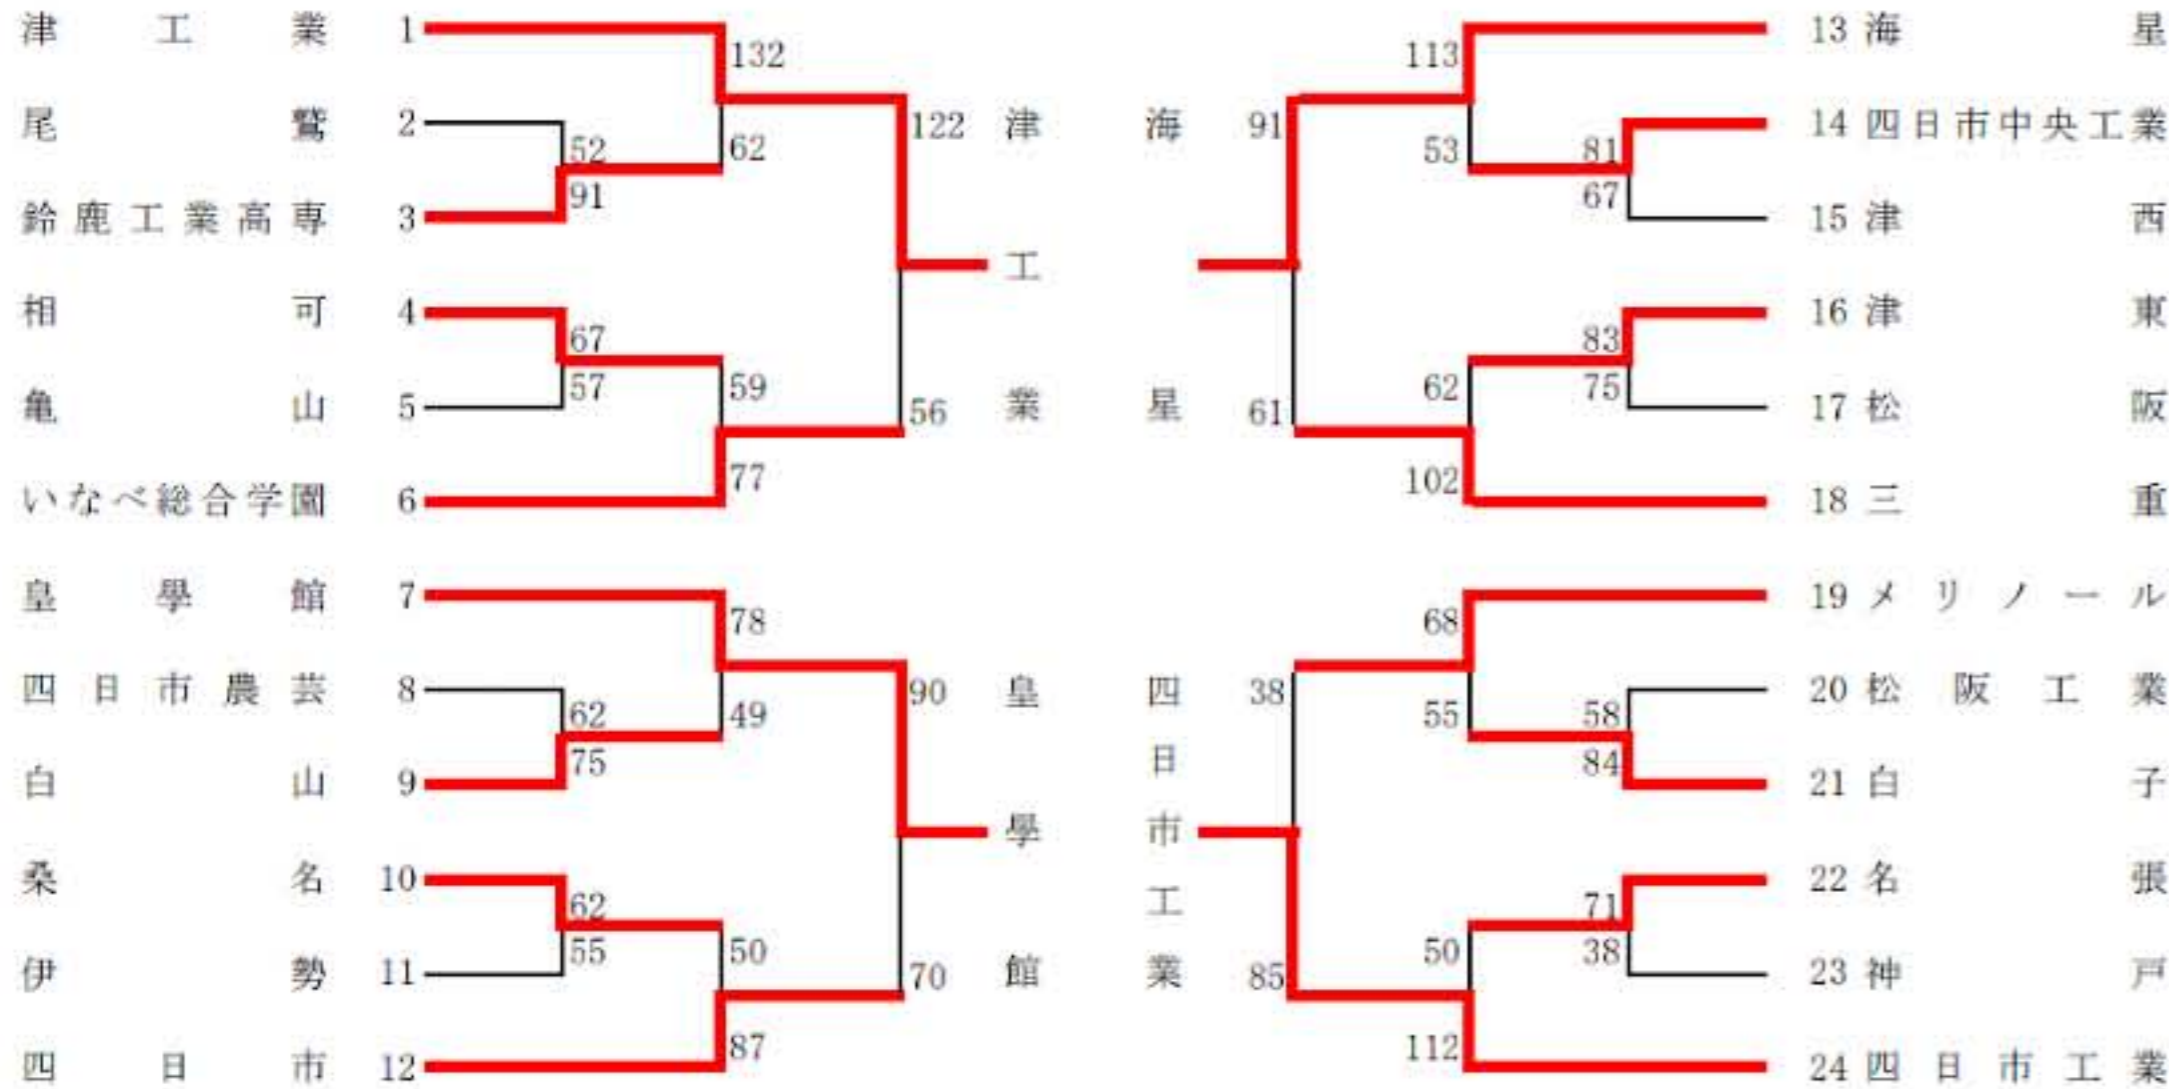 津工業 1
132
尾鷲 2
52
62
鈴鹿工業高専 3
91
122
相可 4
67
亀山 5
57
59
56
いなべ総合学園 6
77
津工業
皇學館 7
78
四日市農芸 8
62
49
白山 9
75
90
桑名 10
62
伊勢 11
55
50
70
四日市 12
87
皇學館
海星
91
61
113
13 海星
53
81
14 四日市中央工業
67
15 津西
83
16 津東
62
75
17 松阪
102
18 三重
四日市工業
38
85
68
19 メリノール
55
58
20 松阪工業
84
21 白子
71
22 名張
50
38
23 神戸
112
24 四日市工業